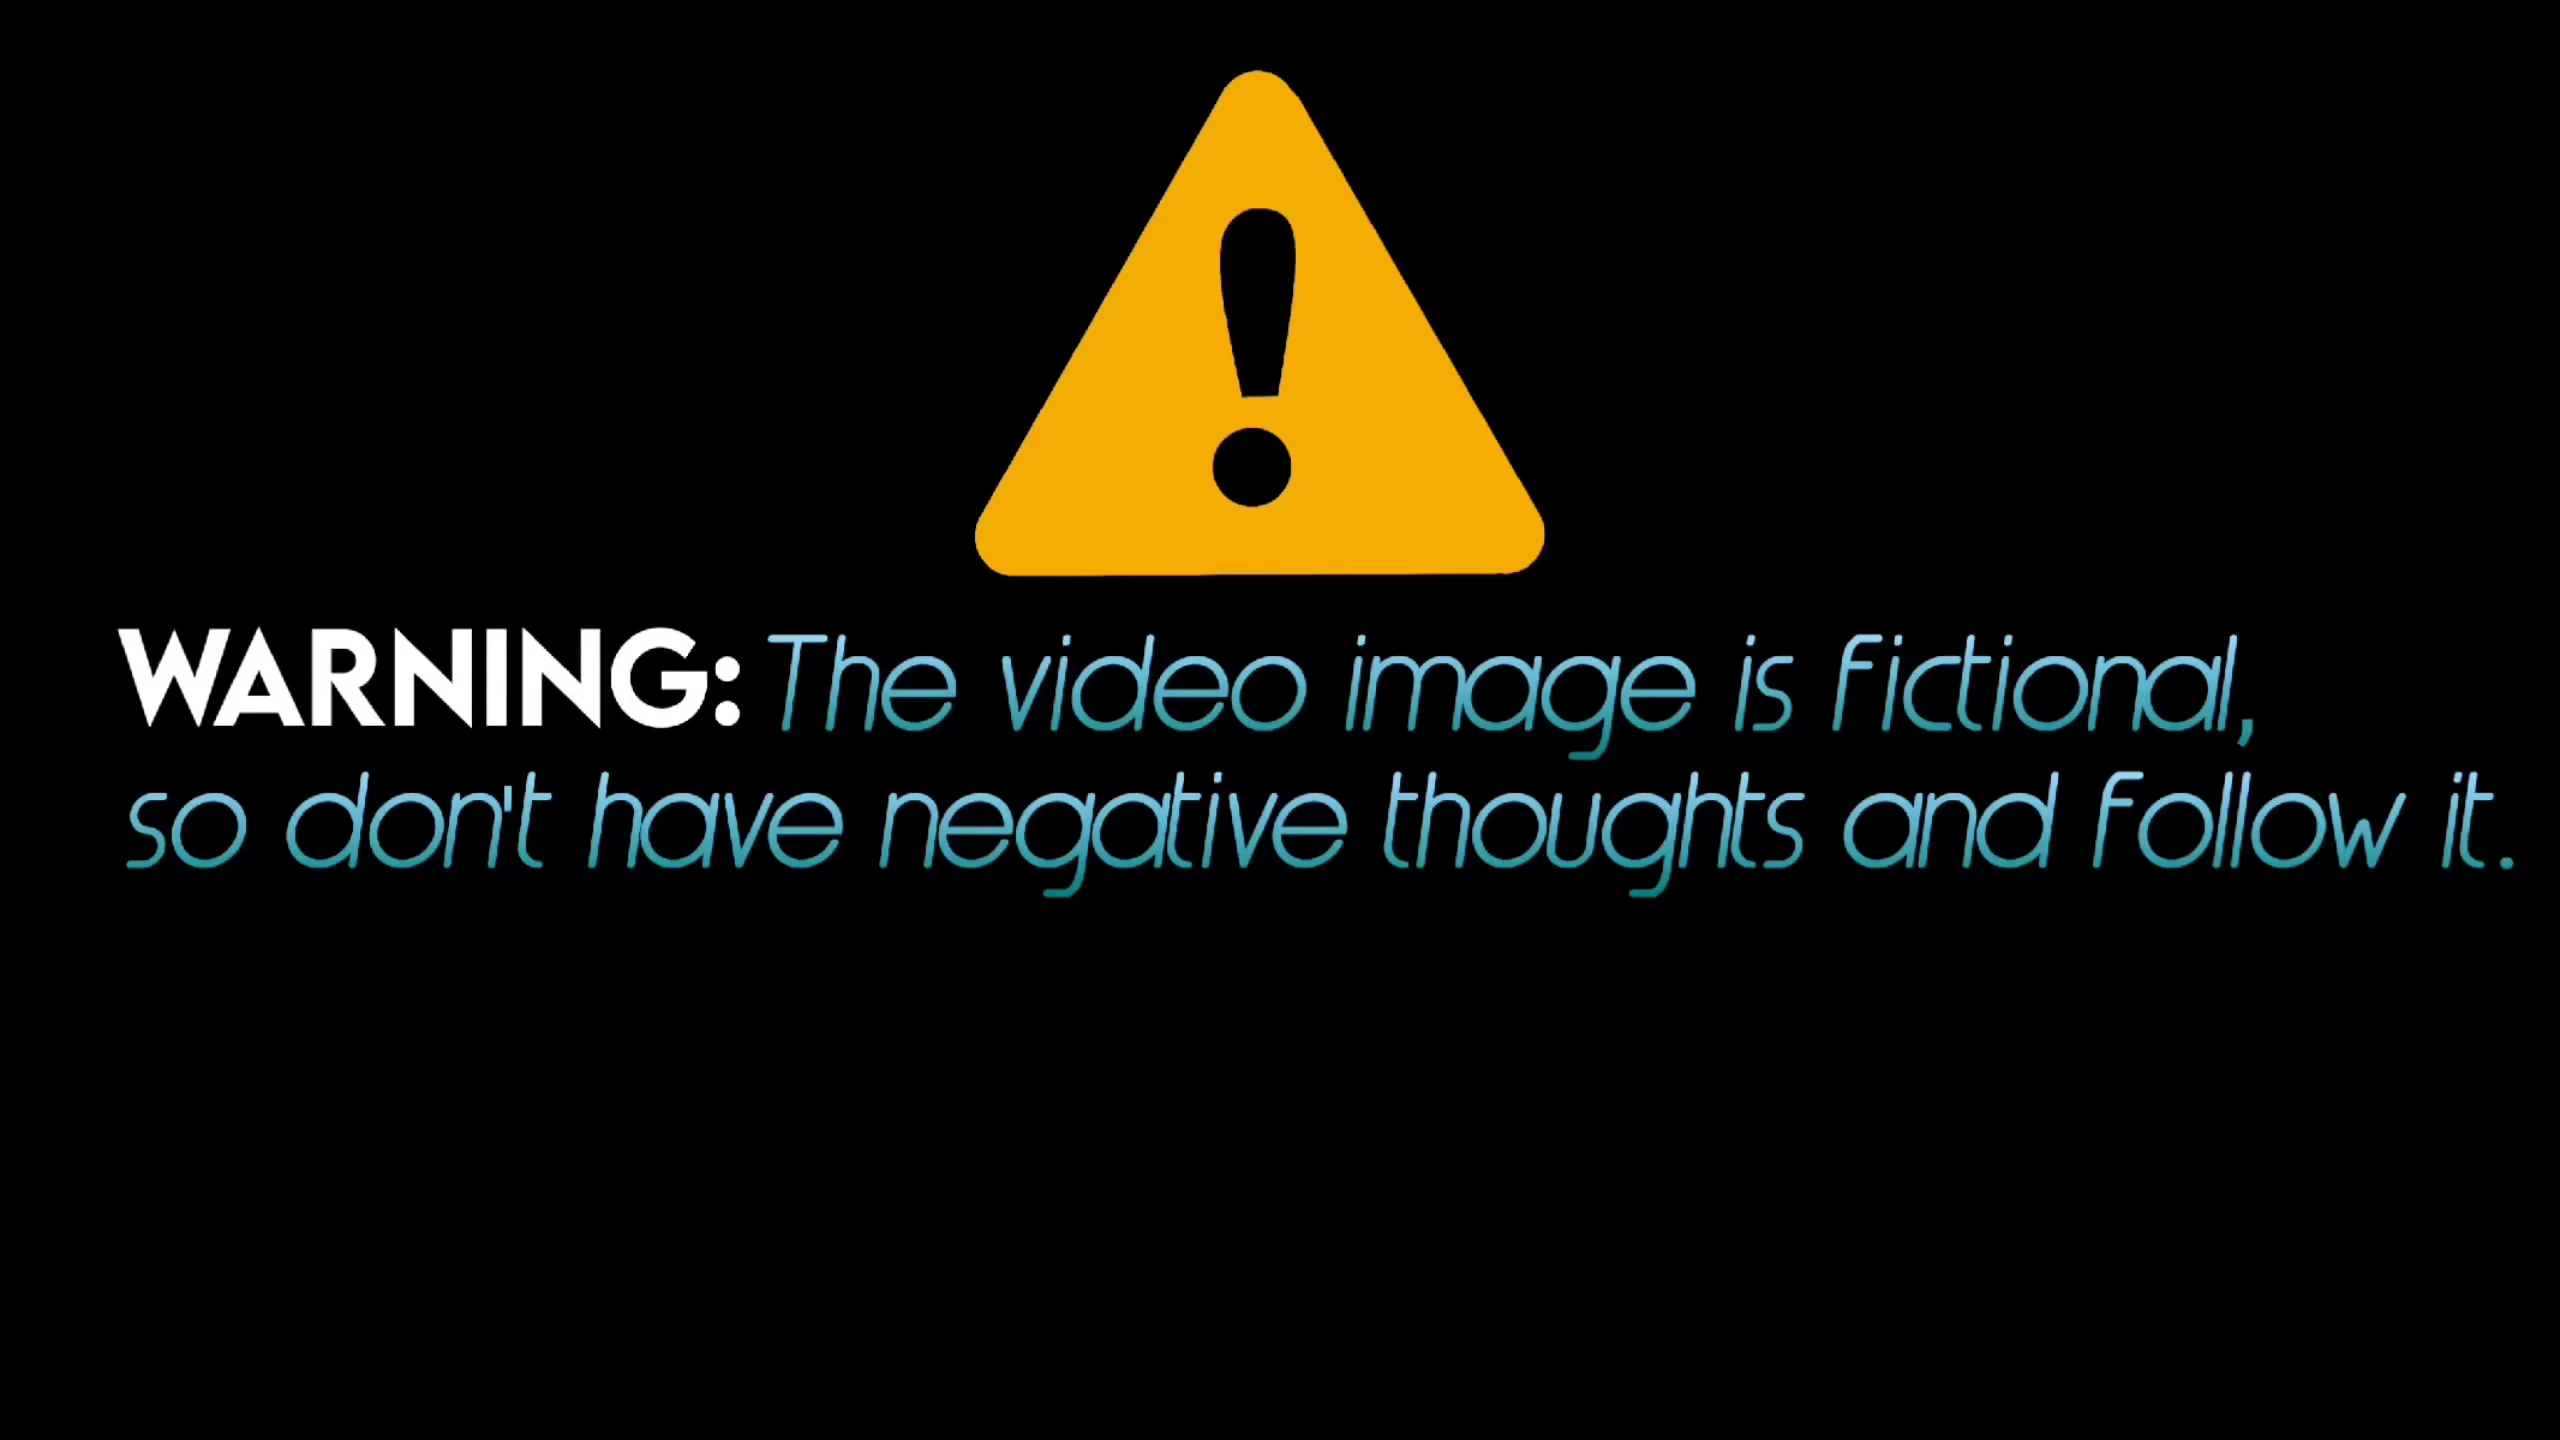 WARNING: The video image is fictional,
so don't have negative thoughts and follow it.